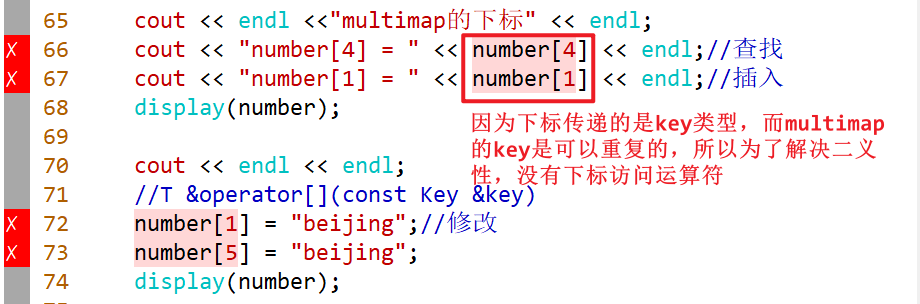 65 cout << endl <<"multimap的下标" << endl;
X 66 cout << "number[4] = " << number[4] << endl;//查找
X 67 cout << "number[1] = " << number[1] << endl;//插入
68 display(number);
因为下标传递的是key类型，而multimap
的key是可以重复的，所以为了解决二义
性，没有下标访问运算符
69
70 cout << endl << endl;
71 //T &operator[](const Key &key)
X 72 number[1] = "beijing";//修改
X 73 number[5] = "beijing";
74 display(number);